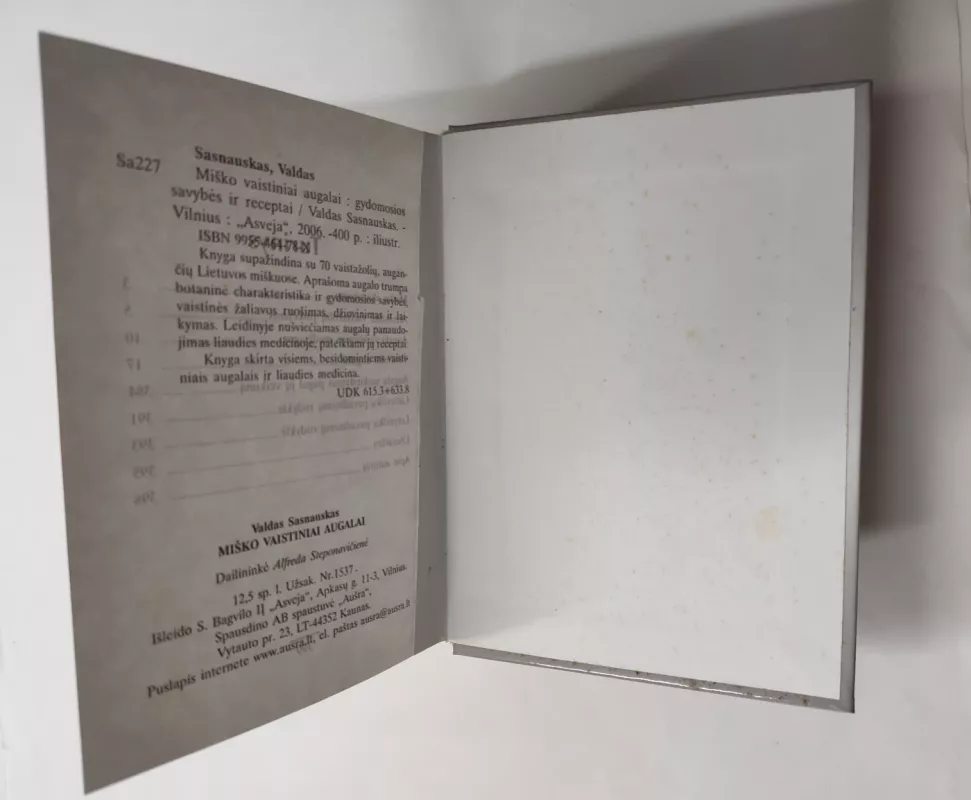 Sasnauskas, Valdas
Sa227
Miško vaistiniai augalai : gydomosios
savybės ir receptai / Valdas Sasnauskas. -
Vilnius : „Asveja“, 2006. -400 p. : iliustr.
ISBN
Knyga supažindina su 70 vaistažolių, augan-
čių Lietuvos miškuose. Aprašoma augalo trumpa
botaninė charakteristika ir gydomosios savybės,
vaistinės žaliavos ruošimas, džiovinimas ir lai-
kymas. Leidinyje nušviečiamas augalų panaudo-
jimas liaudies medicinoje, pateikiami jų receptai.
Knyga skirta visiems, besidomintiems vaisti-
niais augalais ir liaudies medicina.
UDK 615.3+633.8
Valdas Sasnauskas
MIŠKO VAISTINIAI AUGALAI
Dailininkė Alfreda Steponavičienė
12,5 sp. l. Užsak. Nr.1537.
Išleido S. Bagvilo IĮ „Asveja“, Apkasų g. 11-3, Vilnius.
Spausdino AB spaustuvė „Aušra“,
Vytauto pr. 23, LT-44352 Kaunas.
Puslapis internete www.ausra.lt, el. paštas ausra@ausra.lt